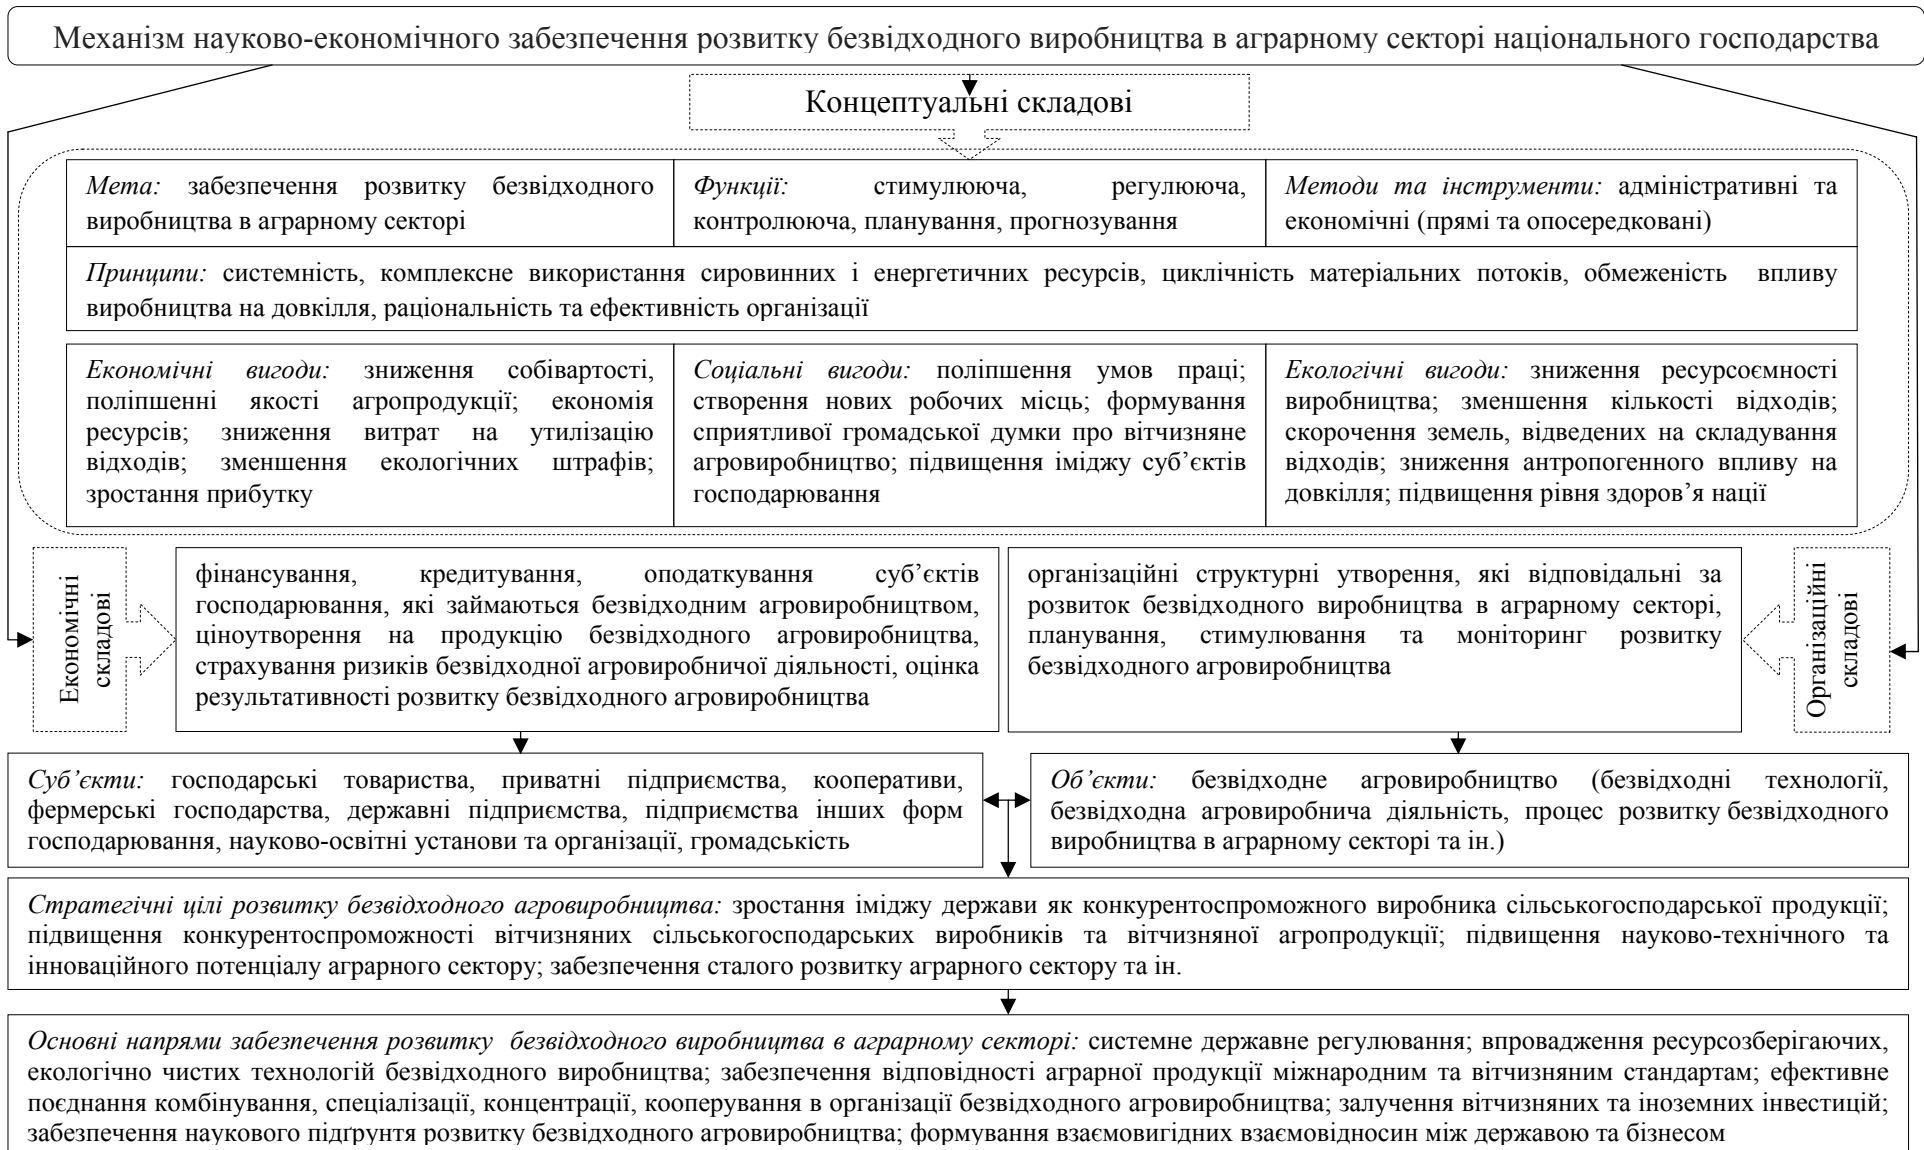 Механізм науково-економічного забезпечення розвитку безвідходного виробництва в аграрному секторі національного господарства
Концептуальні складові
Мета: забезпечення розвитку безвідходного
виробництва в аграрному секторі
Функції: стимулююча, регулююча,
контролююча, планування, прогнозування
Методи та інструменти: адміністративні та
економічні (прямі та опосередковані)
Принципи: системність, комплексне використання сировинних і енергетичних ресурсів, циклічність матеріальних потоків, обмеженість впливу
виробництва на довкілля, раціональність та ефективність організації
Економічні вигоди: зниження собівартості,
поліпшенні якості агропродукції; економія
ресурсів; зниження витрат на утилізацію
відходів; зменшення екологічних штрафів;
зростання прибутку
Соціальні вигоди: поліпшення умов праці;
створення нових робочих місць; формування
сприятливої громадської думки про вітчизняне
агровиробництво; підвищення іміджу суб’єктів
господарювання
Екологічні вигоди: зниження ресурсоємності
виробництва; зменшення кількості відходів;
скорочення земель, відведених на складування
відходів; зниження антропогенного впливу на
довкілля; підвищення рівня здоров’я нації
Економічні
складові
фінансування, кредитування, оподаткування суб’єктів
господарювання, які займаються безвідходним агровиробництвом,
ціноутворення на продукцію безвідходного агровиробництва,
страхування ризиків безвідходної агровиробничої діяльності, оцінка
результативності розвитку безвідходного агровиробництва
організаційні структурні утворення, які відповідальні за
розвиток безвідходного виробництва в аграрному секторі,
планування, стимулювання та моніторинг розвитку
безвідходного агровиробництва
Організаційні
складові
Суб’єкти: господарські товариства, приватні підприємства, кооперативи,
фермерські господарства, державні підприємства, підприємства інших форм
господарювання, науково-освітні установи та організації, громадськість
Об’єкти: безвідходне агровиробництво (безвідходні технології,
безвідходна агровиробнича діяльність, процес розвитку безвідходного
виробництва в аграрному секторі та ін.)
Стратегічні цілі розвитку безвідходного агровиробництва: зростання іміджу держави як конкурентоспроможного виробника сільськогосподарської продукції;
підвищення конкурентоспроможності вітчизняних сільськогосподарських виробників та вітчизняної агропродукції; підвищення науково-технічного та
інноваційного потенціалу аграрного сектору; забезпечення сталого розвитку аграрного сектору та ін.
Основні напрями забезпечення розвитку безвідходного виробництва в аграрному секторі: системне державне регулювання; впровадження ресурсозберігаючих,
екологічно чистих технологій безвідходного виробництва; забезпечення відповідності аграрної продукції міжнародним та вітчизняним стандартам; ефективне
поєднання комбінування, спеціалізації, концентрації, кооперування в організації безвідходного агровиробництва; залучення вітчизняних та іноземних інвестицій;
забезпечення наукового підґрунтя розвитку безвідходного агровиробництва; формування взаємовигідних взаємовідносин між державою та бізнесом